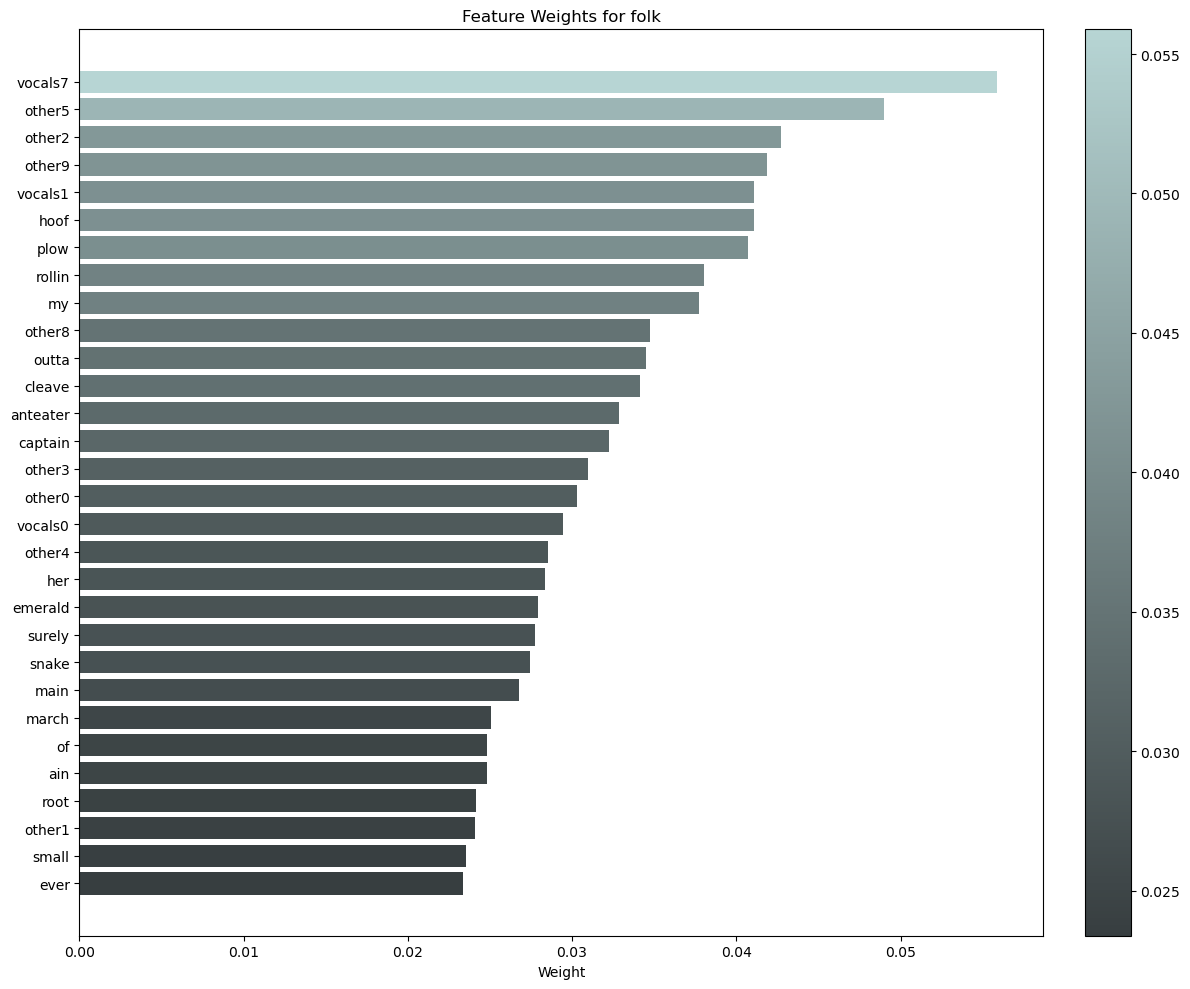 Feature Weights for folk
vocals7
other5
other2
other9
vocals1
hoof
plow
rollin
my
other8
outta
cleave
anteater
captain
other3
other0
vocals0
other4
her
emerald
surely
snake
main
march
of
ain
root
other1
small
ever
0.00 0.01 0.02 0.03 0.04 0.05
Weight
0.055
0.050
0.045
0.040
0.035
0.030
0.025